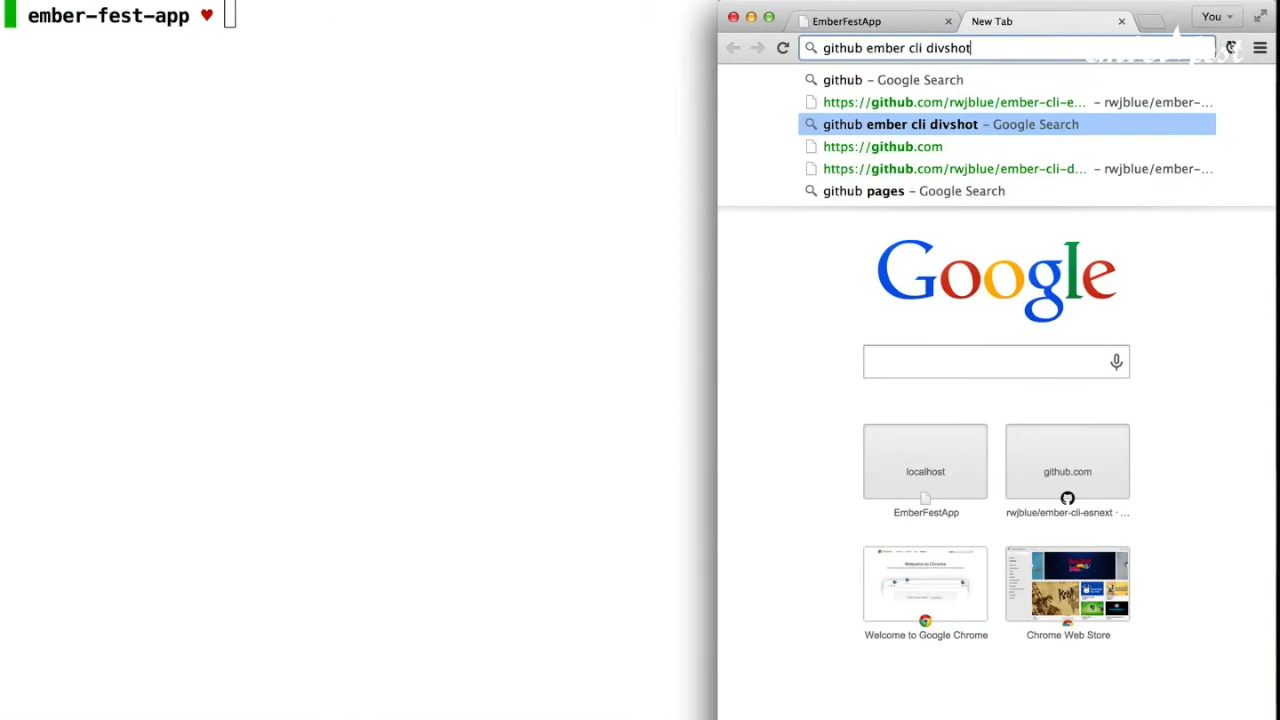 ember-fest-app ♥
EmberFestApp
New Tab
You
github ember cli divshot
github – Google Search
https://github.com/rwjblue/ember-cli-e... – rwjblue/ember-...
github ember cli divshot – Google Search
https://github.com
https://github.com/rwjblue/ember-cli-d... – rwjblue/ember-...
github pages – Google Search
Google
localhost
github.com
EmberFestApp
rwjblue/ember-cli-esnext · ...
Welcome to Google Chrome
Chrome Web Store